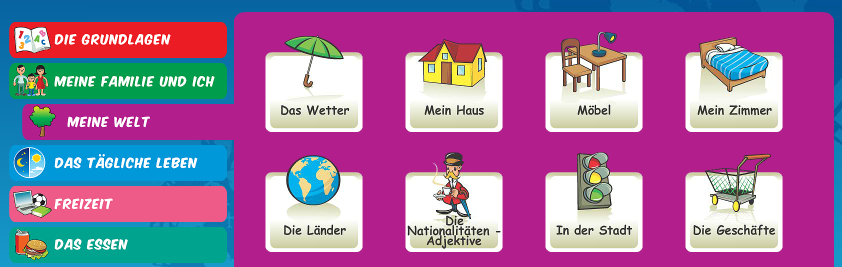 DIE GRUNDLAGEN
MEINE FAMILIE UND ICH
MEINE WELT
DAS TÄGLICHE LEBEN
FREIZEIT
DAS ESSEN
Das Wetter
Mein Haus
Möbel
Mein Zimmer
Die Länder
Die
Nationalitäten -
Adjektive
In der Stadt
Die Geschäfte